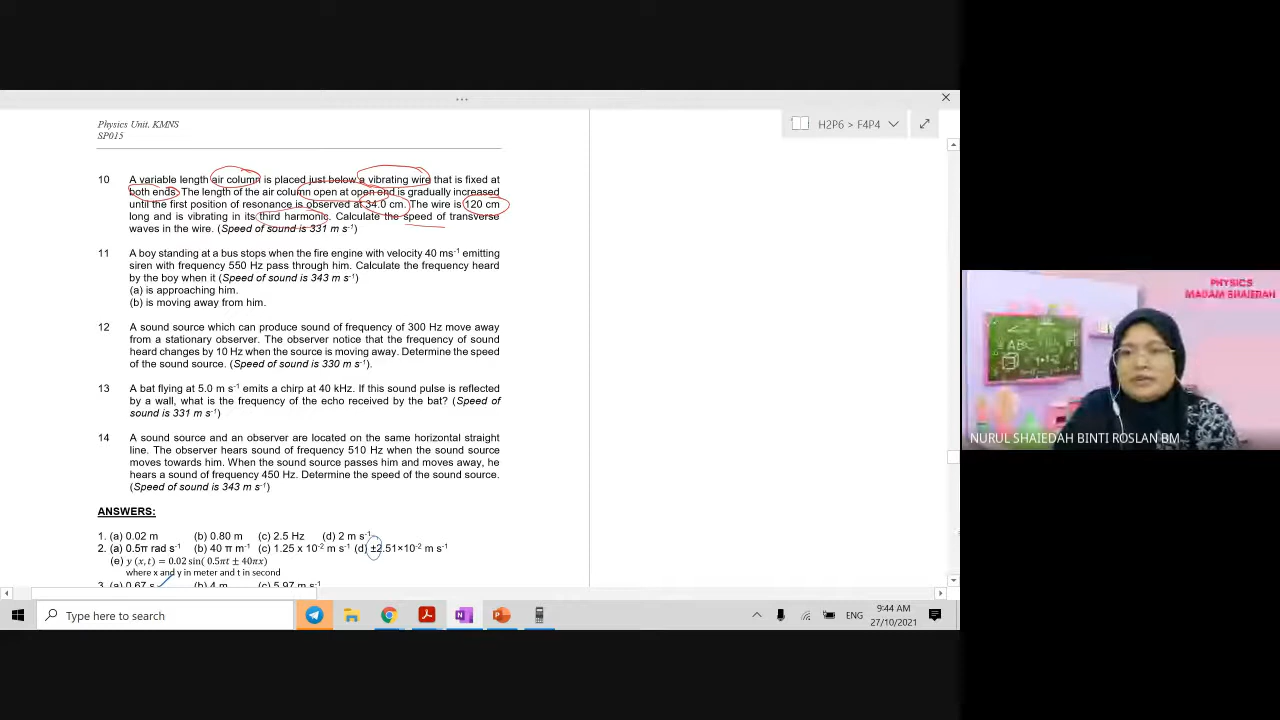 H2P6 > F4P4
Physics Unit, KMNS
SP015
10 A variable length air column is placed just below a vibrating wire that is fixed at
both ends. The length of the air column open at open end is gradually increased
until the first position of resonance is observed at 34.0 cm. The wire is 120 cm
long and is vibrating in its third harmonic. Calculate the speed of transverse
waves in the wire. (Speed of sound is 331 m s⁻¹)
11 A boy standing at a bus stops when the fire engine with velocity 40 ms⁻¹ emitting
siren with frequency 550 Hz pass through him. Calculate the frequency heard
by the boy when it (Speed of sound is 343 m s⁻¹)
(a) is approaching him.
(b) is moving away from him.
12 A sound source which can produce sound of frequency of 300 Hz move away
from a stationary observer. The observer notice that the frequency of sound
heard changes by 10 Hz when the source is moving away. Determine the speed
of the sound source. (Speed of sound is 330 m s⁻¹).
13 A bat flying at 5.0 m s⁻¹ emits a chirp at 40 kHz. If this sound pulse is reflected
by a wall, what is the frequency of the echo received by the bat? (Speed of
sound is 331 m s⁻¹)
14 A sound source and an observer are located on the same horizontal straight
line. The observer hears sound of frequency 510 Hz when the sound source
moves towards him. When the sound source passes him and moves away, he
hears a sound of frequency 450 Hz. Determine the speed of the sound source.
(Speed of sound is 343 m s⁻¹)
ANSWERS:
1. (a) 0.02 m (b) 0.80 m (c) 2.5 Hz (d) 2 m s⁻¹
2. (a) 0.5π rad s⁻¹ (b) 40 π m⁻¹ (c) 1.25 x 10⁻² m s⁻¹ (d) ±2.51×10⁻² m s⁻¹
(e) y (x, t) = 0.02 sin( 0.5πt ± 40πx)
where x and y in meter and t in second
3. (a) 0.67 s (b) 4 m (c) 5.97 m s⁻¹
PHYSICS
MADAM SHAIEDAH
ABC
NURUL SHAIEDAH BINTI ROSLAN BM
Type here to search
ENG
9:44 AM
27/10/2021